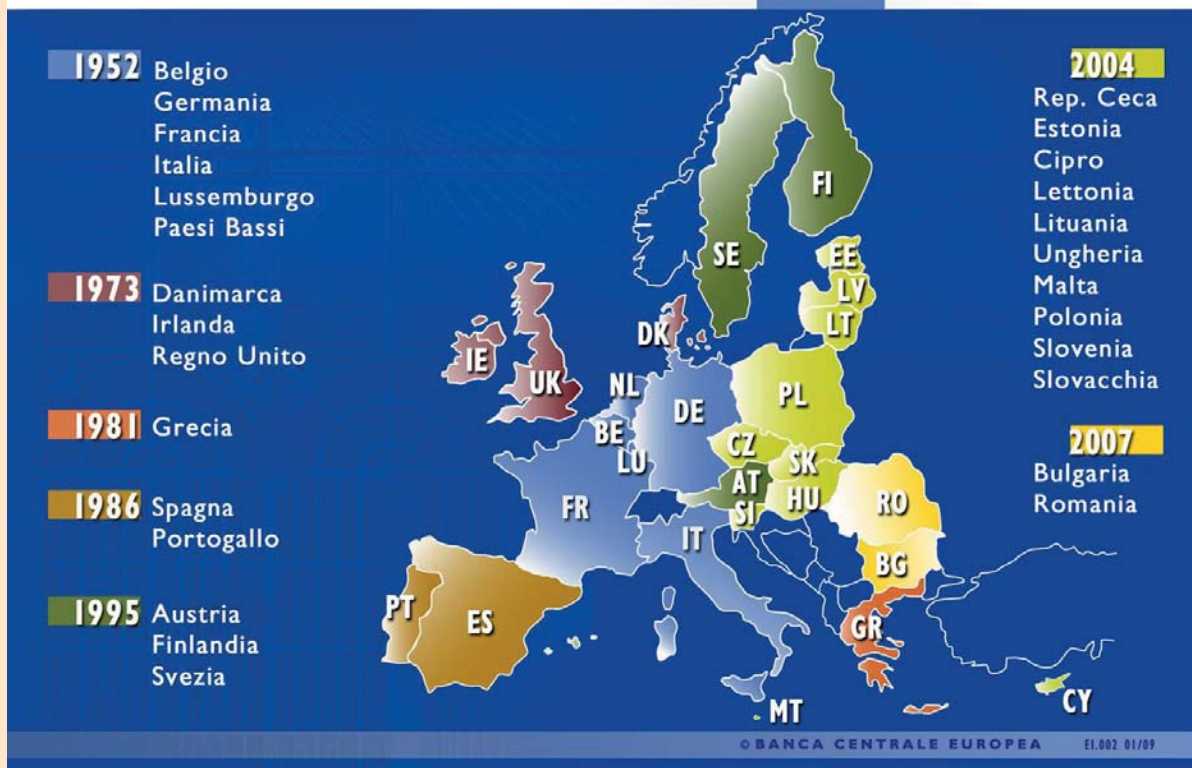 1952 Belgio
Germania
Francia
Italia
Lussemburgo
Paesi Bassi
1973 Danimarca
Irlanda
Regno Unito
1981 Grecia
1986 Spagna
Portogallo
1995 Austria
Finlandia
Svezia
FI
SE
EE
LV
LT
DK
IE
UK
NL
DE
PL
BE
LU
CZ
SK
AT
HU
SI
FR
IT
RO
BG
PT
ES
GR
MT
CY
2004
Rep. Ceca
Estonia
Cipro
Lettonia
Lituania
Ungheria
Malta
Polonia
Slovenia
Slovacchia
2007
Bulgaria
Romania
© BANCA CENTRALE EUROPEA EI.002 01/09